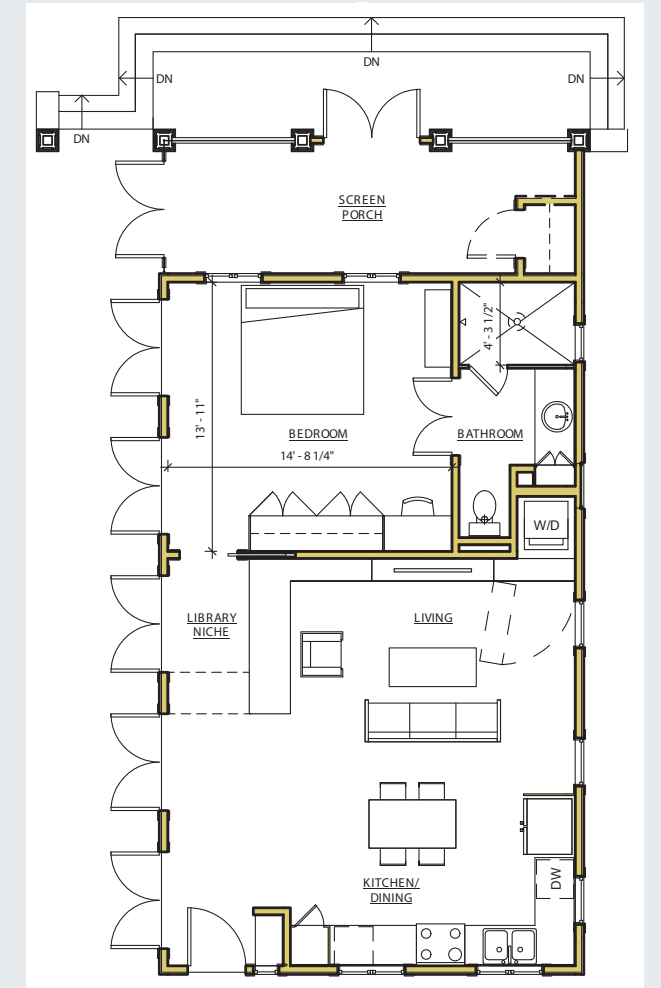 DN
DN
DN
DN
SCREEN
PORCH
4' - 3 1/2"
13' - 11"
BEDROOM
BATHROOM
14' - 8 1/4"
W/D
LIBRARY
NICHE
LIVING
DW
KITCHEN/
DINING